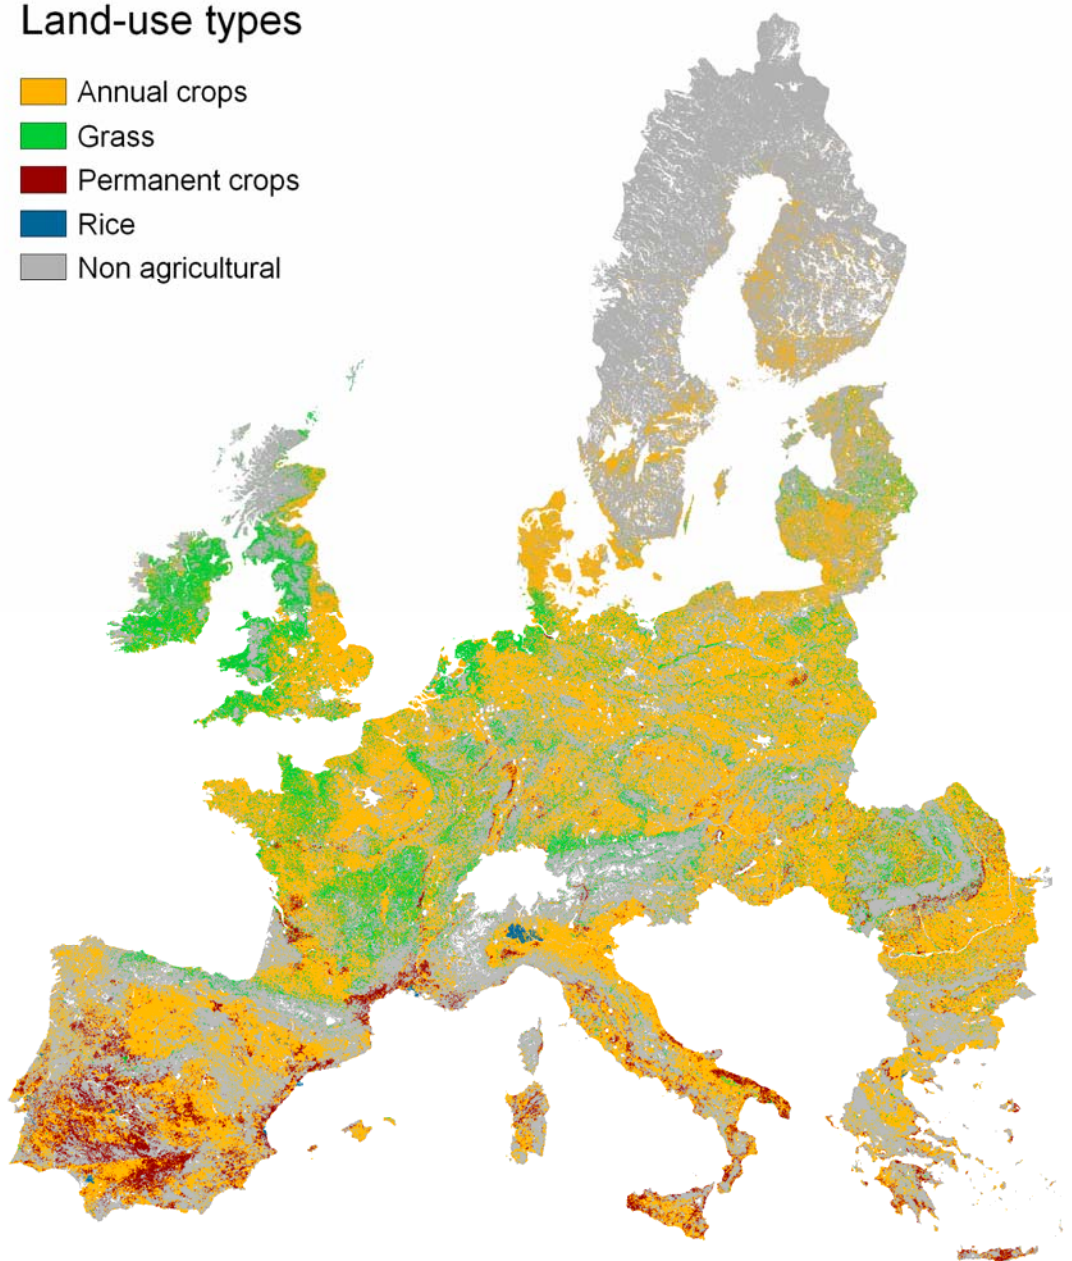 Land-use types
Annual crops
Grass
Permanent crops
Rice
Non agricultural